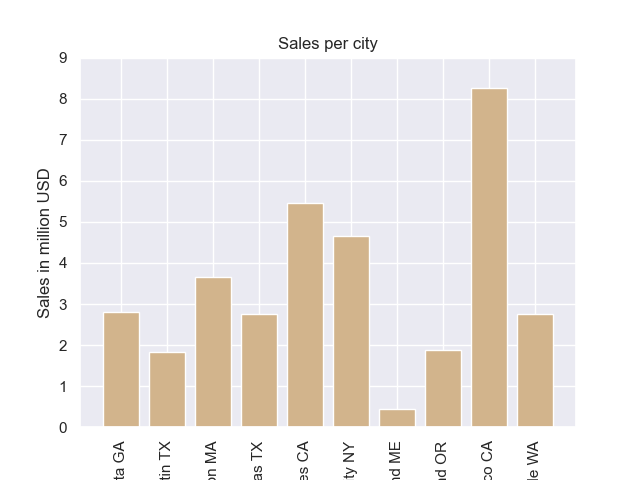 Sales per city
Sales in million USD
9
8
7
6
5
4
3
2
1
0
ta GA
tin TX
on MA
as TX
es CA
ty NY
nd ME
nd OR
co CA
le WA